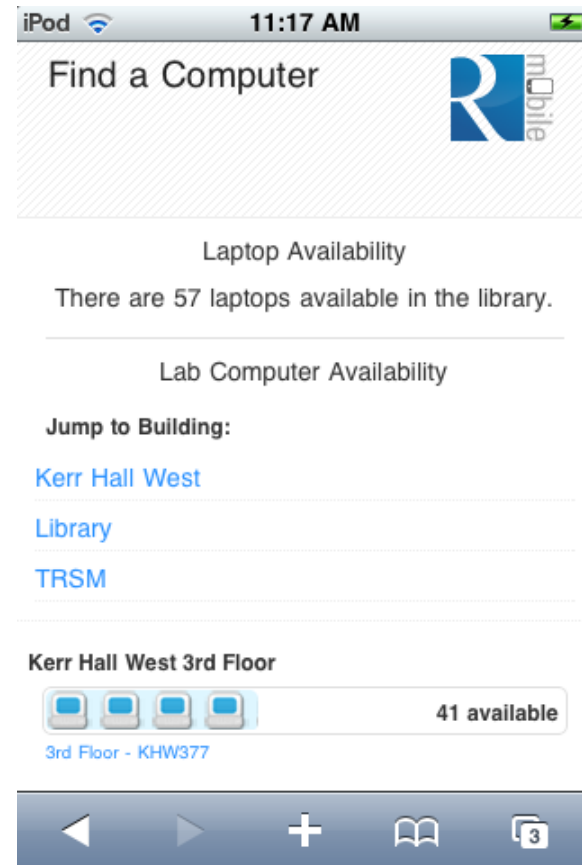 iPod 11:17 AM
Find a Computer
R mobile
Laptop Availability
There are 57 laptops available in the library.
Lab Computer Availability
Jump to Building:
Kerr Hall West
Library
TRSM
Kerr Hall West 3rd Floor
41 available
3rd Floor - KHW377
3